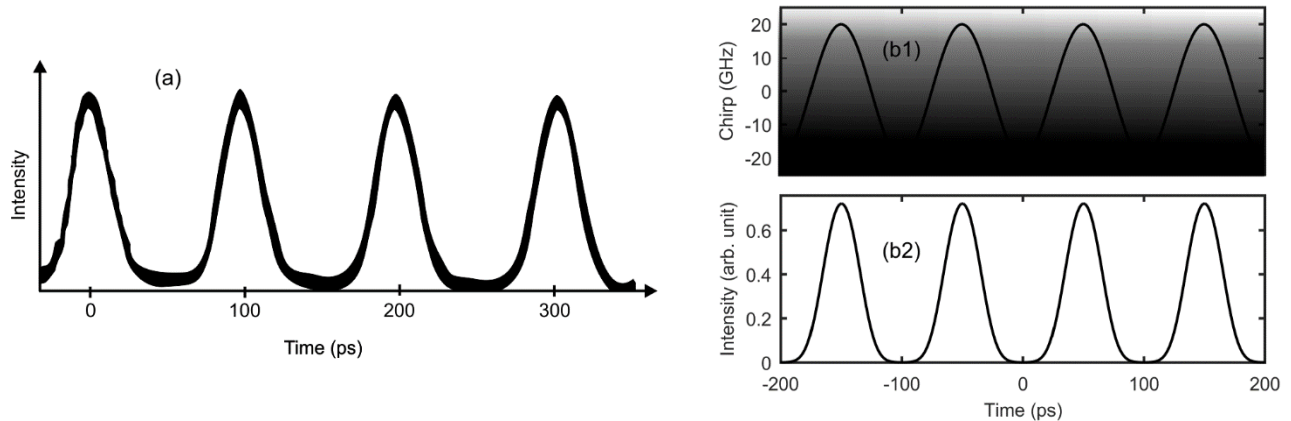 (a)
Intensity
0 100 200 300
Time (ps)
(b1)
Chirp (GHz)
20
10
0
-10
-20
(b2)
Intensity (arb. unit)
0.6
0.4
0.2
0
-200 -100 0 100 200
Time (ps)